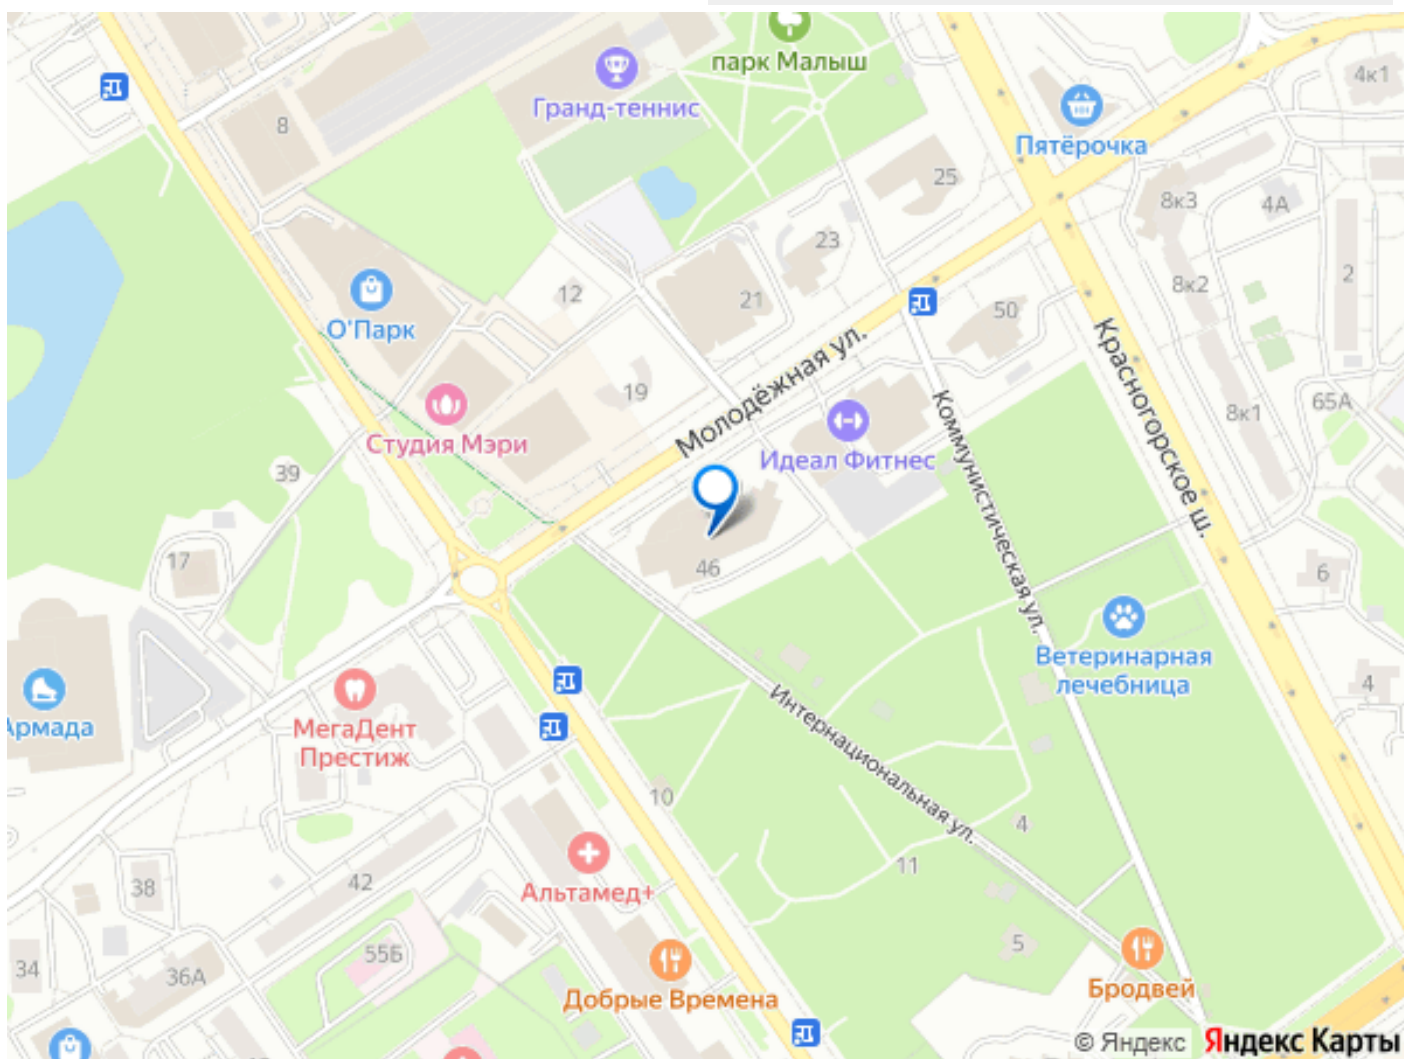 парк Малыш
4к1
Гранд-теннис
8
Пятёрочка
25
8к3
4А
23
2
8к2
12
21
50
О'Парк
Молодёжная ул.
Красногорское ш.
19
65А
8к1
Студия Мэри
Коммунистическая ул.
Идеал Фитнес
39
17
46
6
Ветеринарная
лечебница
4
Армада
МегаДент
Престиж
Интернациональная ул.
10
4
11
38
42
Альтамед+
5
55Б
34
36А
Добрые Времена
Бродвей
© Яндекс Яндекс Карты